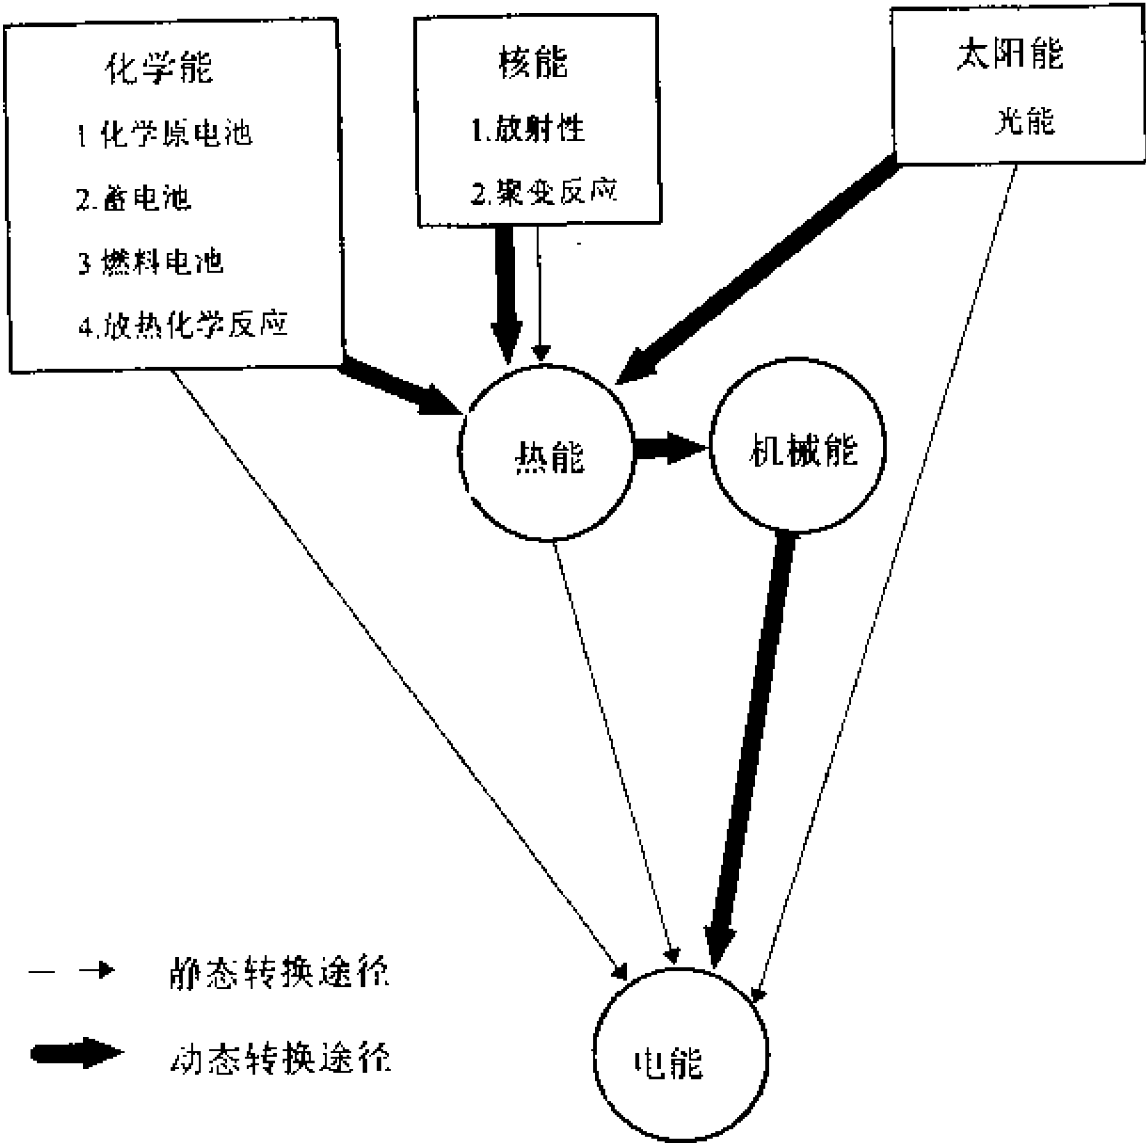 化学能
1 化学原电池
2.蓄电池
3 燃料电池
4.放热化学反应
核能
1.放射性
2.聚变反应
太阳能
光能
热能
机械能
静态转换途径
动态转换途径
电能